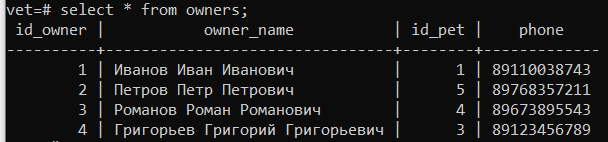 vet=# select * from owners;
id_owner | owner_name | id_pet | phone
----------+--------------------------------+--------+-------------
1 | Иванов Иван Иванович | 1 | 89110038743
2 | Петров Петр Петрович | 5 | 89768357211
3 | Романов Роман Романович | 4 | 89673895543
4 | Григорьев Григорий Григорьевич | 3 | 89123456789